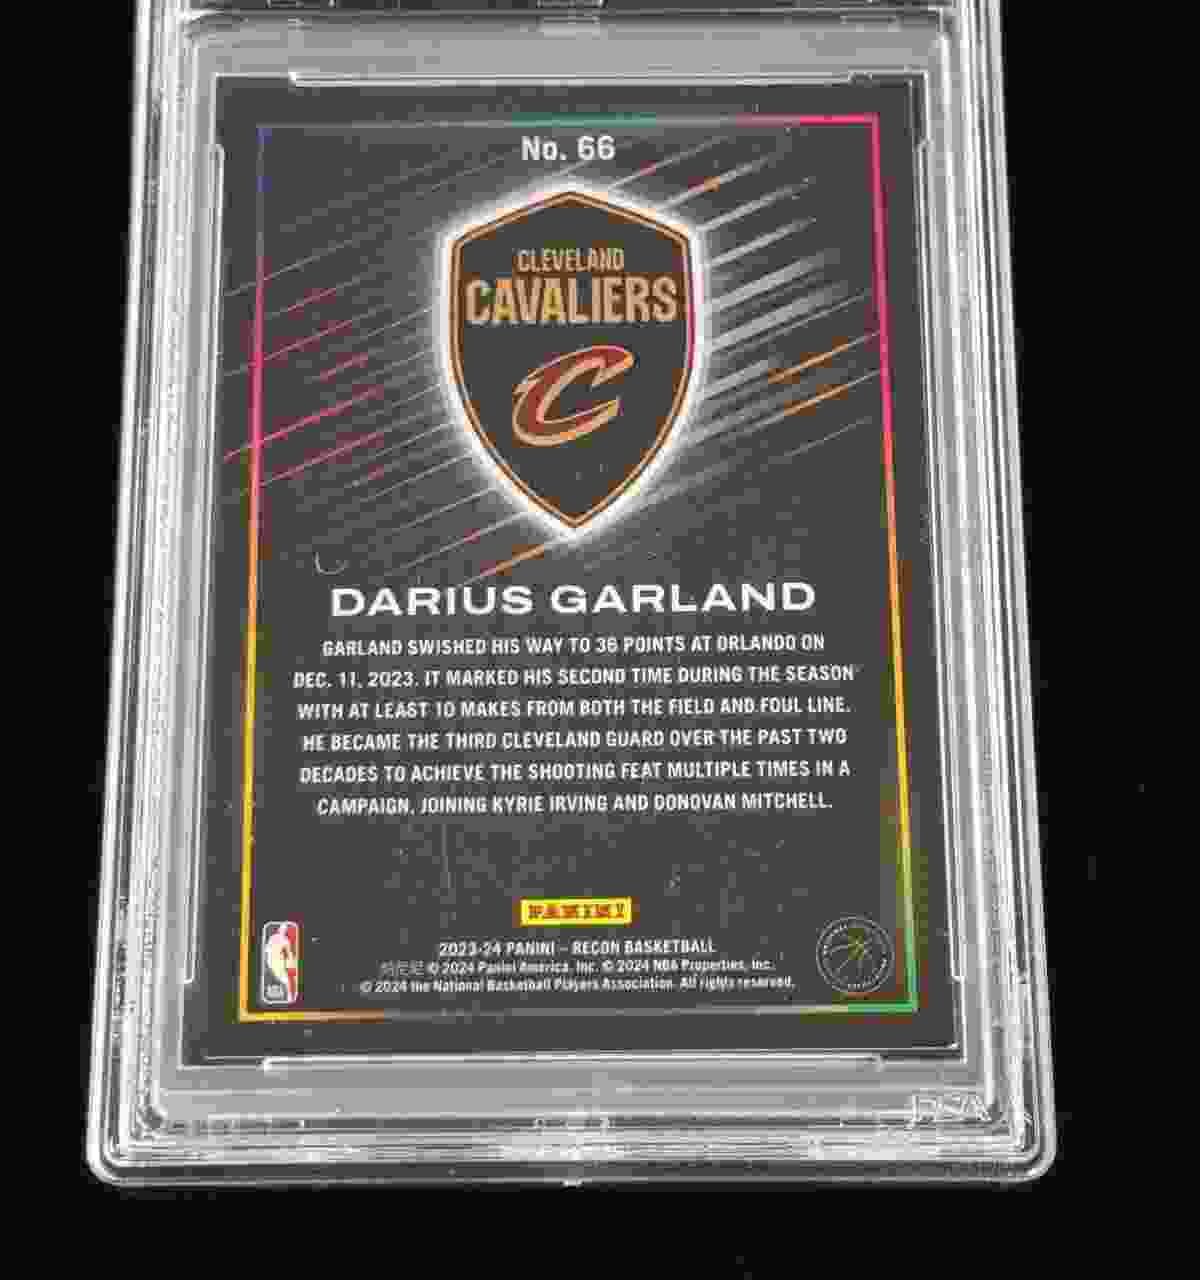 No. 66
CLEVELAND
CAVALIERS
C
DARIUS GARLAND
GARLAND SWISHED HIS WAY TO 36 POINTS AT ORLANDO ON
DEC. 11, 2023. IT MARKED HIS SECOND TIME DURING THE SEASON
WITH AT LEAST 10 MAKES FROM BOTH THE FIELD AND FOUL LINE.
HE BECAME THE THIRD CLEVELAND GUARD OVER THE PAST TWO
DECADES TO ACHIEVE THE SHOOTING FEAT MULTIPLE TIMES IN A
CAMPAIGN, JOINING KYRIE IRVING AND DONOVAN MITCHELL.
PANINI
2023-24 PANINI – RECON BASKETBALL
帕尼尼 © 2024 Panini America, Inc. © 2024 NBA Properties, Inc.
© 2024 the National Basketball Players Association. All rights reserved.
NBA
PSA